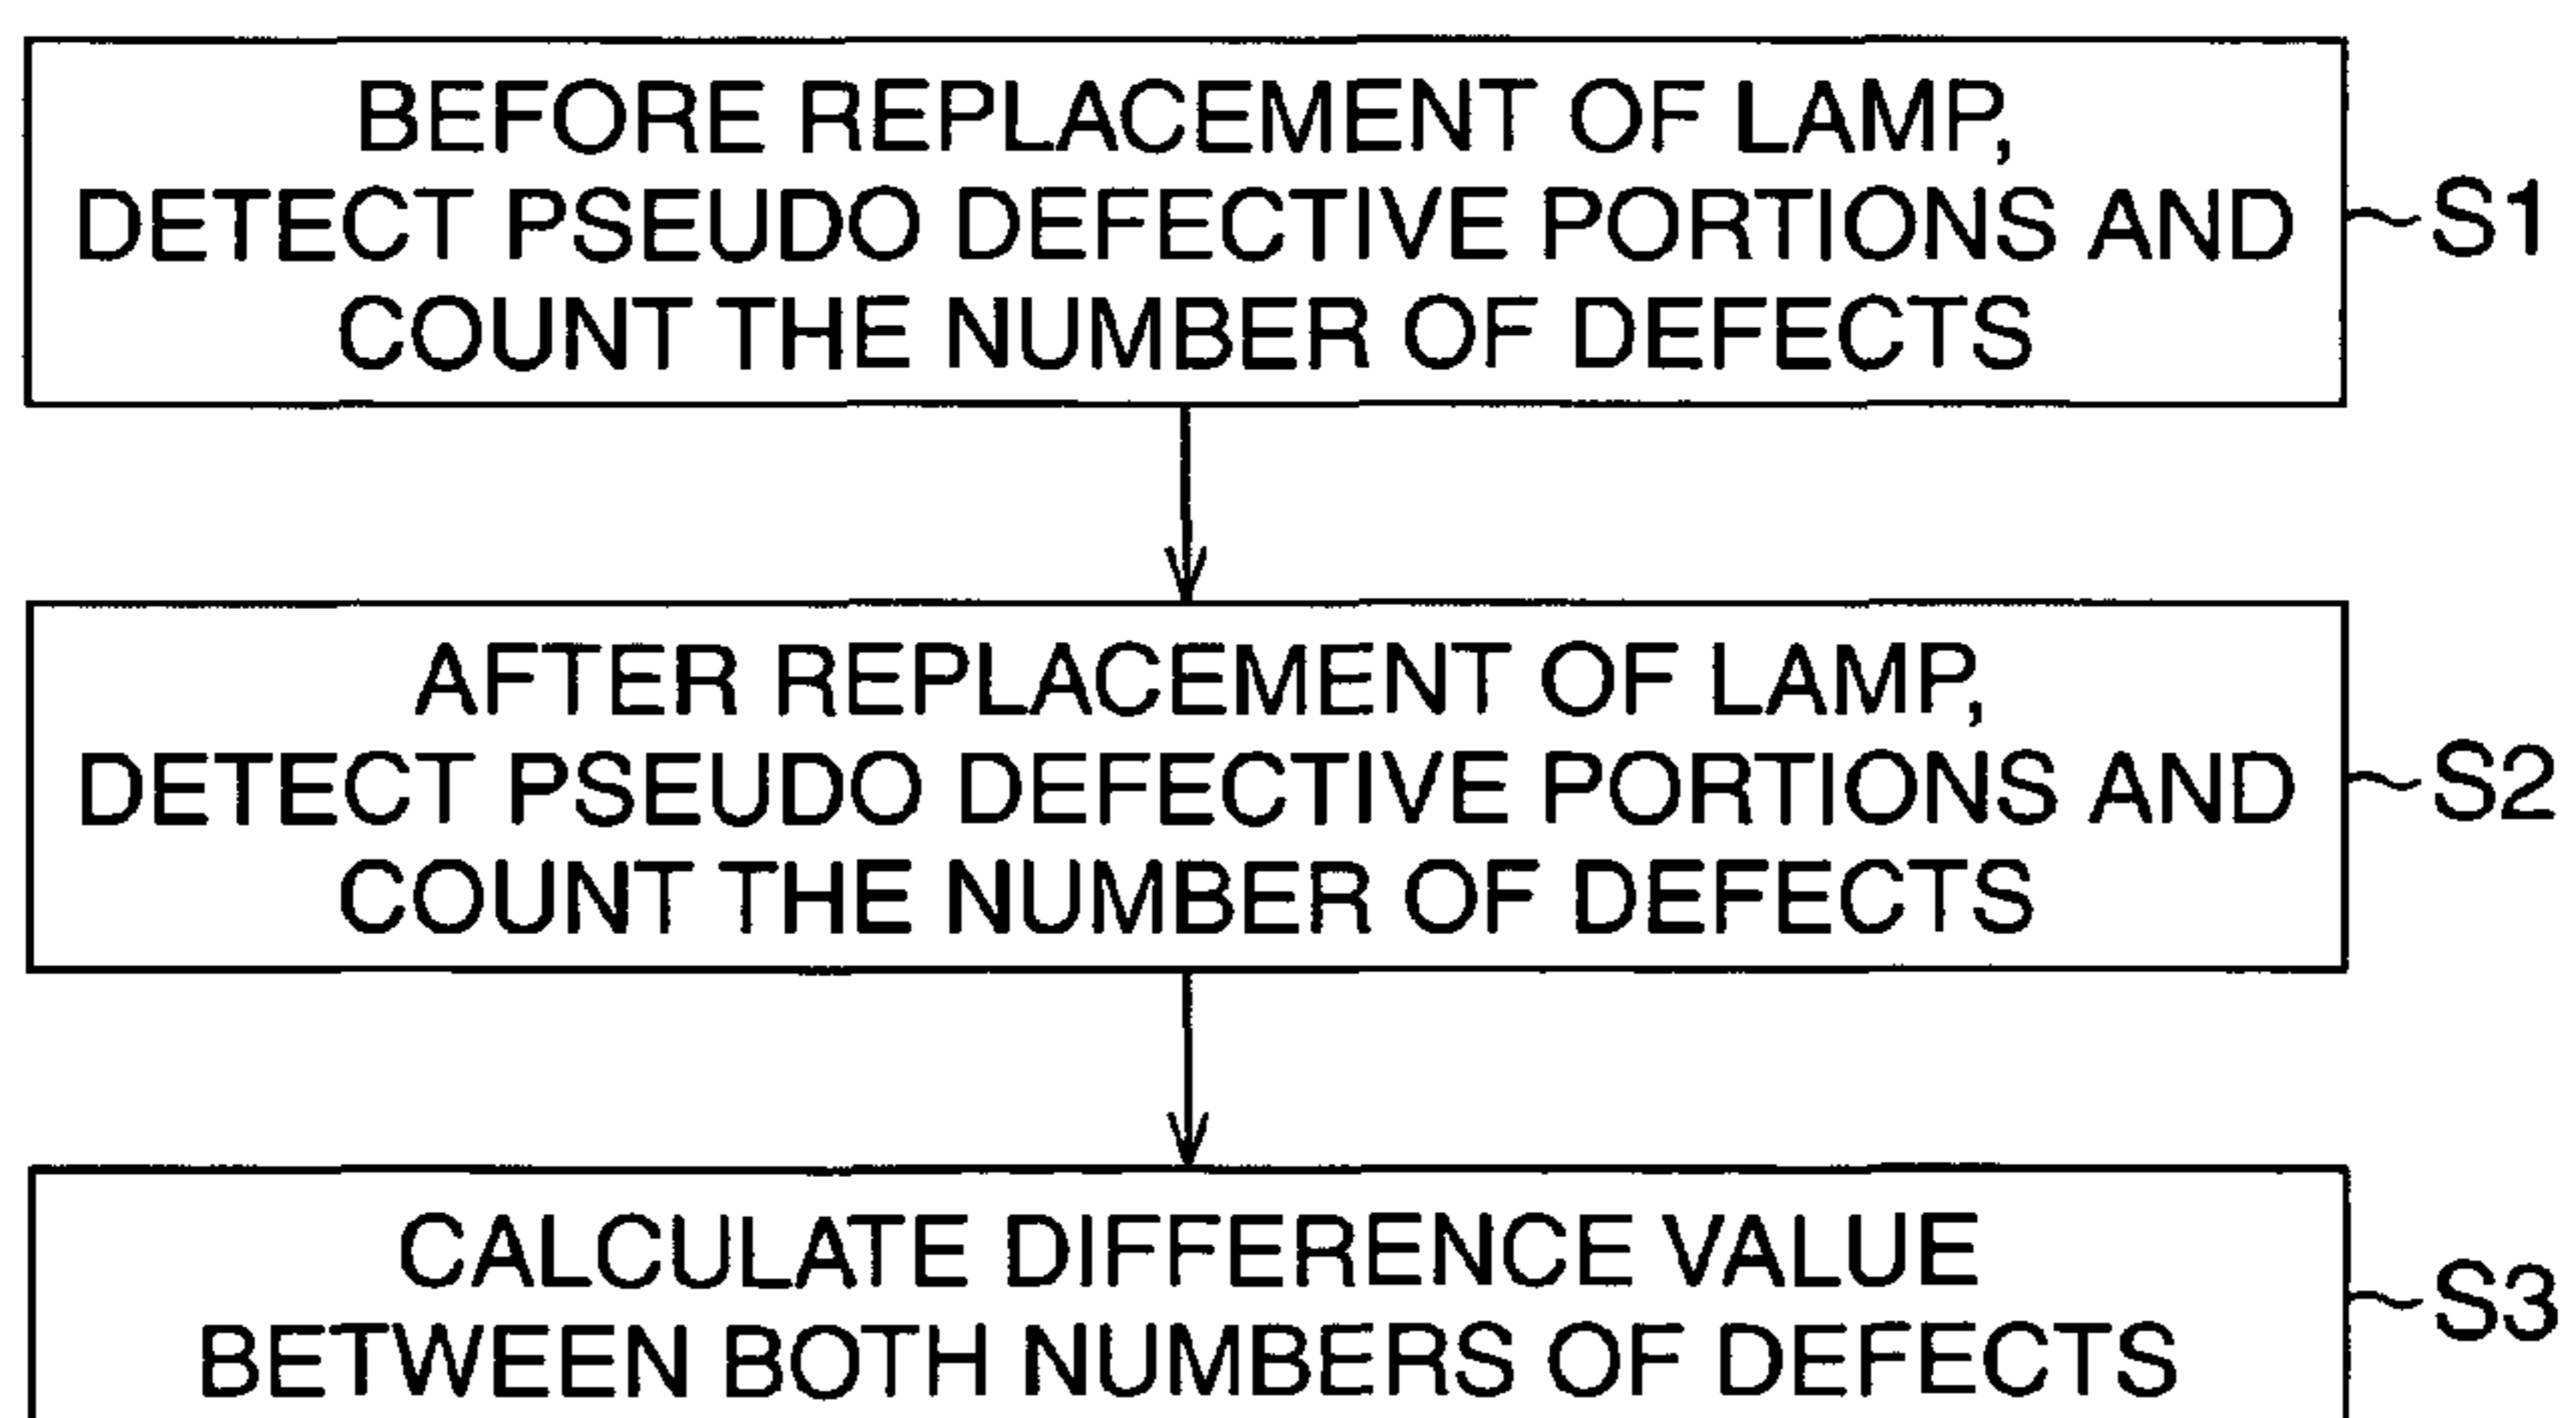 BEFORE REPLACEMENT OF LAMP,
DETECT PSEUDO DEFECTIVE PORTIONS AND
COUNT THE NUMBER OF DEFECTS
S1
AFTER REPLACEMENT OF LAMP,
DETECT PSEUDO DEFECTIVE PORTIONS AND
COUNT THE NUMBER OF DEFECTS
S2
CALCULATE DIFFERENCE VALUE
BETWEEN BOTH NUMBERS OF DEFECTS
S3